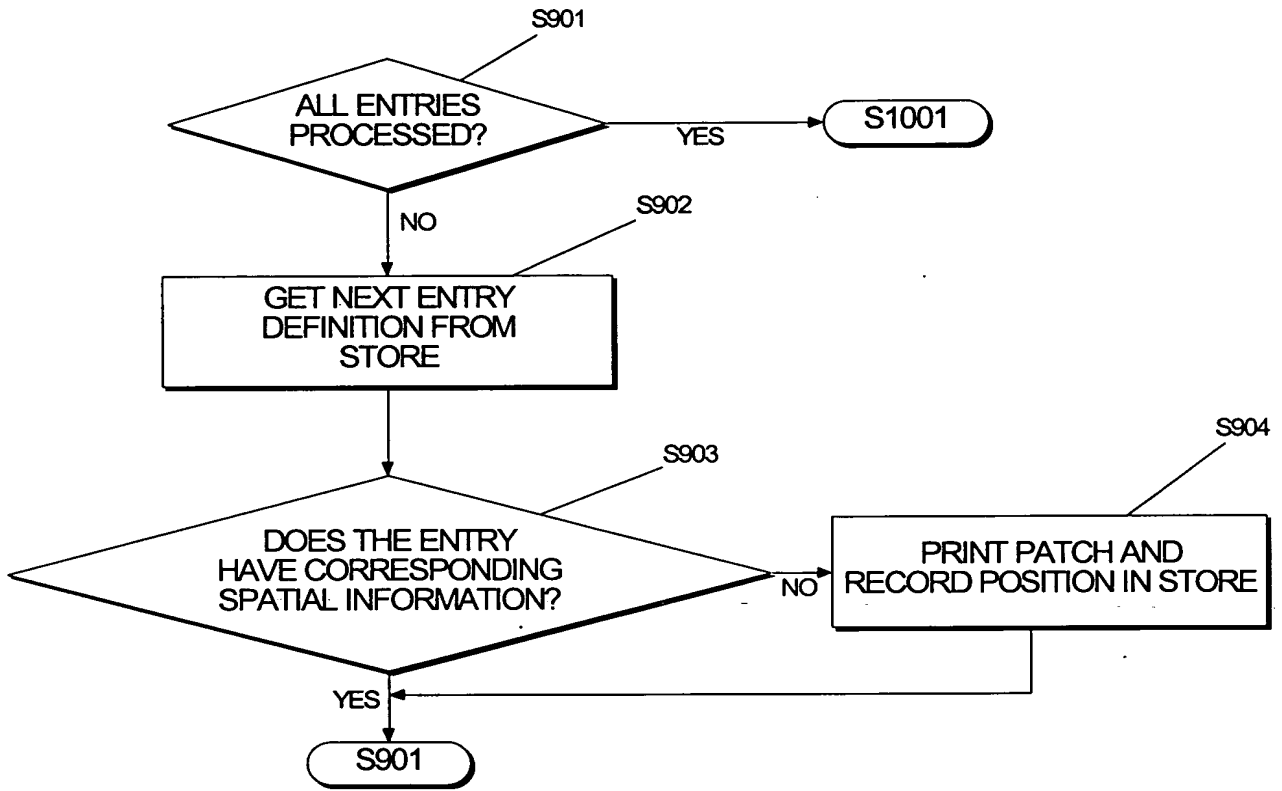 S901
ALL ENTRIES
PROCESSED?
YES
S1001
NO
S902
GET NEXT ENTRY
DEFINITION FROM
STORE
S903
DOES THE ENTRY
HAVE CORRESPONDING
SPATIAL INFORMATION?
NO
S904
PRINT PATCH AND
RECORD POSITION IN STORE
YES
S901